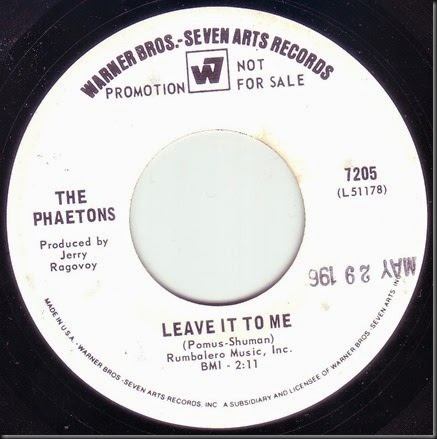 WARNER BROS.-SEVEN ARTS RECORDS
PROMOTION W7 NOT
FOR SALE
THE
PHAETONS
Produced by
Jerry
Ragovoy
7205
(L51178)
MAY 29 196
LEAVE IT TO ME
(Pomus-Shuman)
Rumbalero Music, Inc.
BMI - 2:11
MADE IN U.S.A. - WARNER BROS.-SEVEN ARTS RECORDS, INC A SUBSIDIARY AND LICENSEE OF WARNER BROS.-SEVEN ARTS, INC